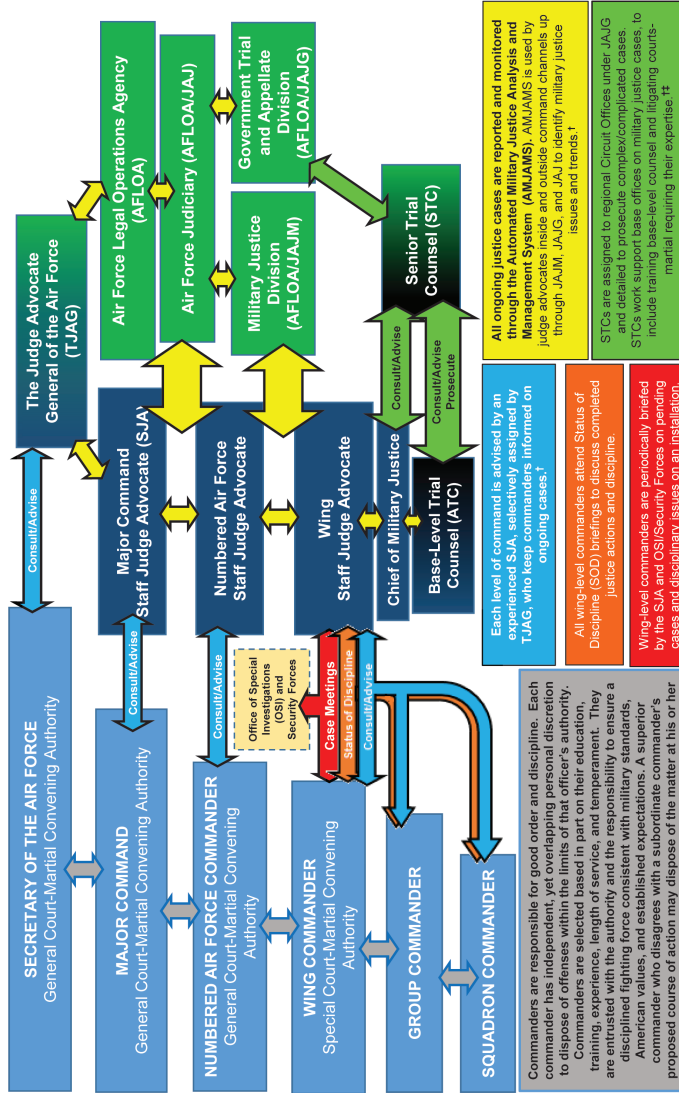 SECRETARY OF THE AIR FORCE
General Court-Martial Convening Authority
MAJOR COMMAND
General Court-Martial Convening Authority
NUMBERED AIR FORCE COMMANDER
General Court-Martial Convening
Authority
WING COMMANDER
Special Court-Martial Convening
Authority
GROUP COMMANDER
SQUADRON COMMANDER
Consult/Advise
Consult/Advise
Consult/Advise
Office of Special
Investigations
(OSI) and
Security Forces
Case Meetings
Status of Discipline
Consult/Advise
The Judge Advocate
General of the Air Force
(TJAG)
Major Command
Staff Judge Advocate (SJA)
Numbered Air Force
Staff Judge Advocate
Wing
Staff Judge Advocate
Chief of Military Justice
Base-Level Trial
Counsel (ATC)
Air Force Legal Operations Agency
(AFLOA)
Air Force Judiciary (AFLOA/JAJ)
Military Justice
Division
(AFLOA/JAJM)
Government Trial
and Appellate
Division
(AFLOA/JAJG)
Consult/Advise
Consult/Advise
Prosecute
Senior Trial
Counsel (STC)
Commanders are responsible for good order and discipline. Each
commander has independent, yet overlapping personal discretion
to dispose of offenses within the limits of that officer's authority.
Commanders are selected based in part on their education,
training, experience, length of service, and temperament. They
are entrusted with the authority and the responsibility to ensure a
disciplined fighting force consistent with military standards,
American values, and established expectations. A superior
commander who disagrees with a subordinate commander's
proposed course of action may dispose of the matter at his or her
Each level of command is advised by an
experienced SJA, selectively assigned by
TJAG, who keep commanders informed on
ongoing cases.†
All wing-level commanders attend Status of
Discipline (SOD) briefings to discuss completed
justice actions and discipline.
Wing-level commanders are periodically briefed
by the SJA and OSI/Security Forces on pending
cases and disciplinary issues on an installation.
All ongoing justice cases are reported and monitored
through the Automated Military Justice Analysis and
Management System (AMJAMS), AMJAMS is used by
judge advocates inside and outside command channels up
through JAJM, JAJG, and JAJ to identify military justice
issues and trends.†
STCs are assigned to regional Circuit Offices under JAJG
and detailed to prosecute complex/complicated cases.
STCs work support base offices on military justice cases, to
include training base-level counsel and litigating courts-
martial requiring their expertise.†‡